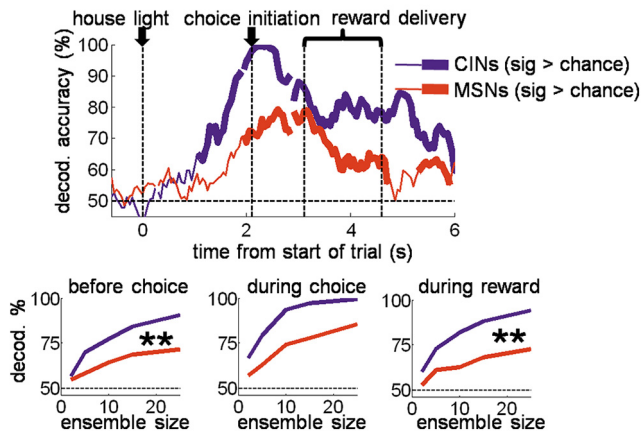 house light choice initiation reward delivery
decod. accuracy (%)
100
90
80
70
60
50
CINs (sig > chance)
MSNs (sig > chance)
0 2 4 6
time from start of trial (s)
before choice during choice during reward
decod. %
100 100 100
** **
50 50 50
0 10 20 0 10 20 0 10 20
ensemble size ensemble size ensemble size